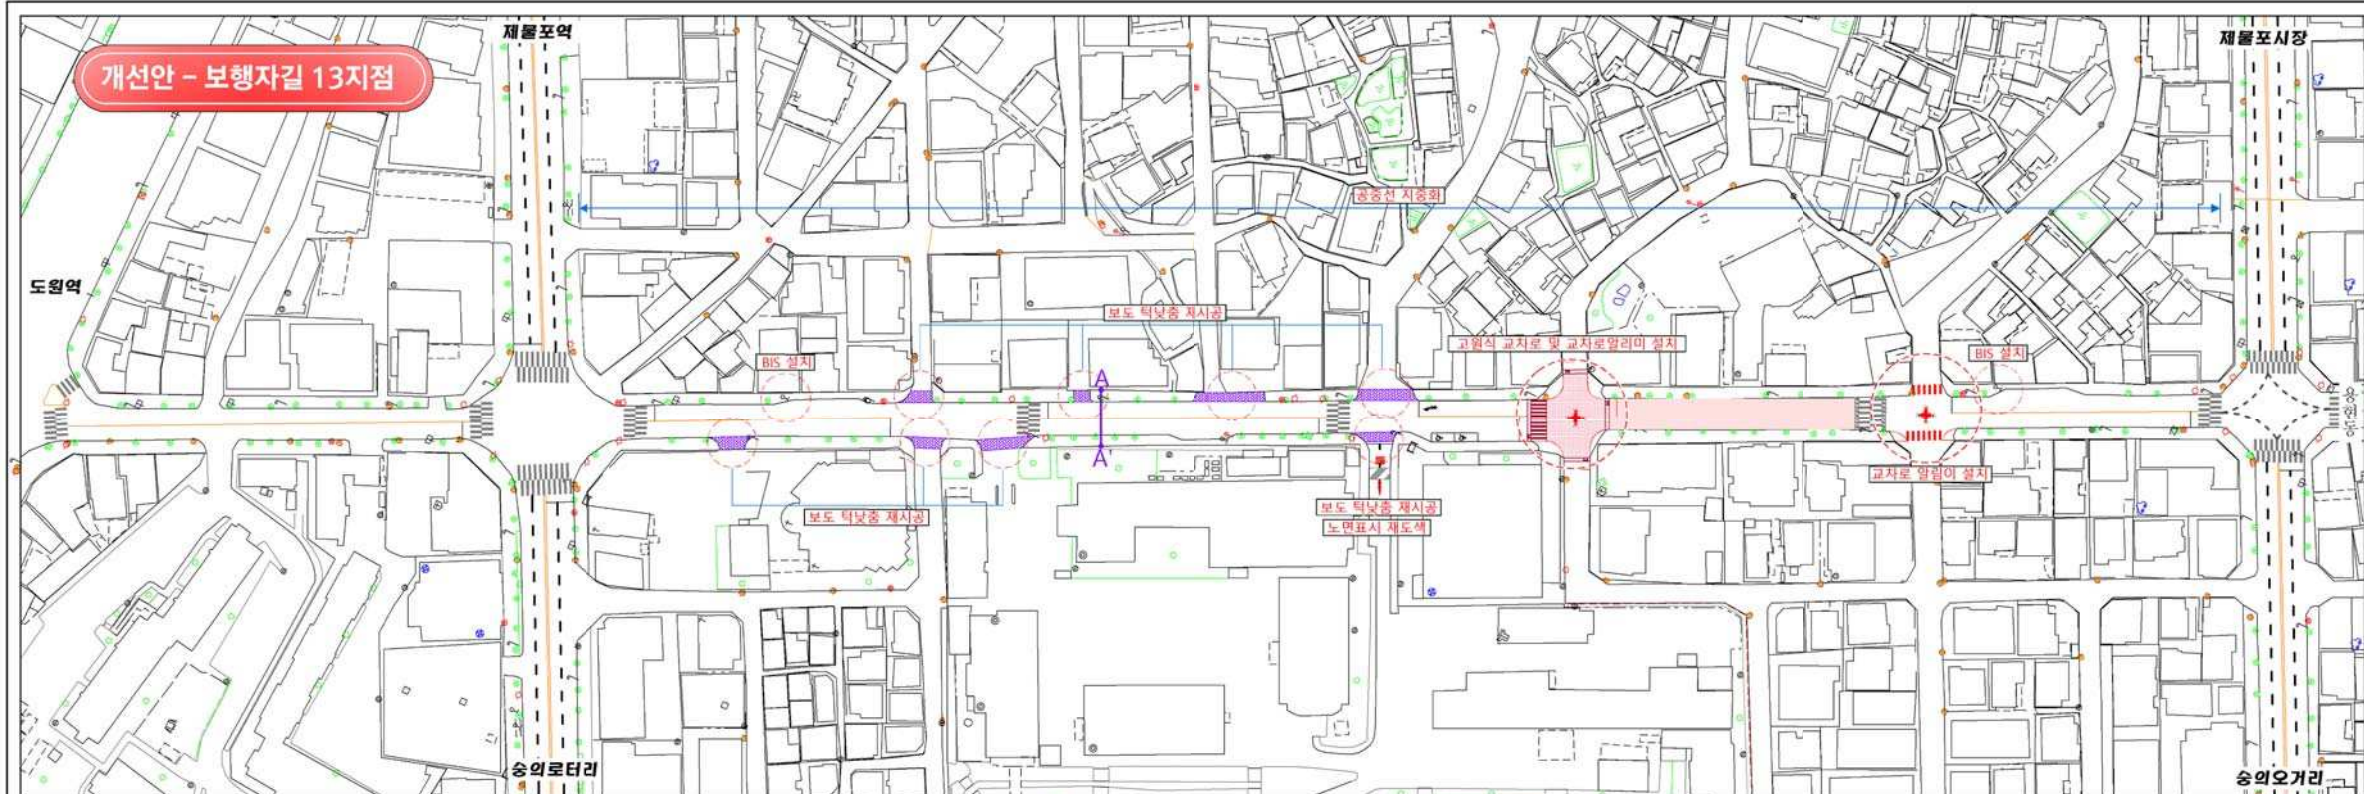 제물포역
제물포시장
개선안 – 보행자길 13지점
공중선 지중화
도원역
보도 턱낮춤 재시공
고원식 교차로 및 교차로알리미 설치
BIS 설치
BIS 설치
A
용현동
A'
교차로 알림이 설치
보도 턱낮춤 재시공
보도 턱낮춤 재시공
노면표시 재도색
숭의로터리
숭의오거리